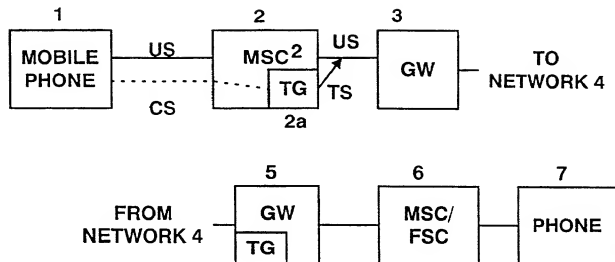 1
2
3
MOBILE
PHONE
US
CS
MSC2
TG
2a
US
TS
GW
TO
NETWORK 4
5
6
7
FROM
NETWORK 4
GW
TG
MSC/
FSC
PHONE